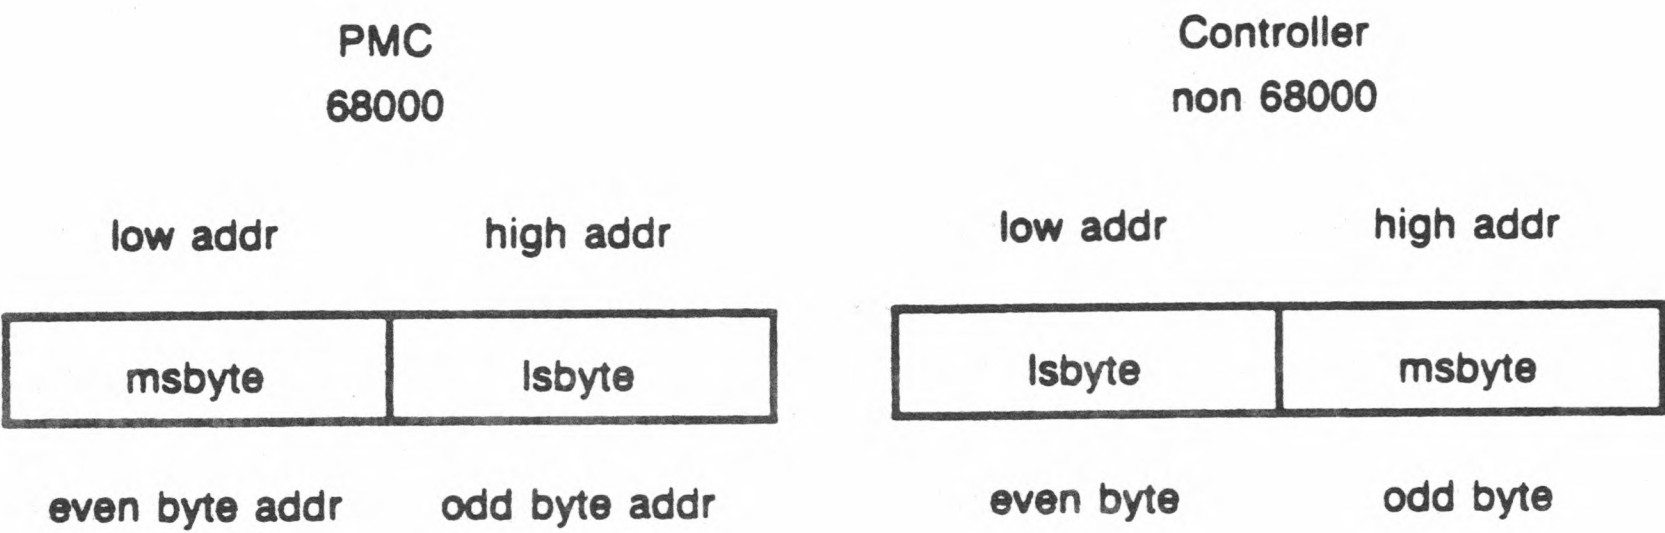 PMC
68000
low addr high addr
msbyte lsbyte
even byte addr odd byte addr
Controller
non 68000
low addr high addr
lsbyte msbyte
even byte odd byte